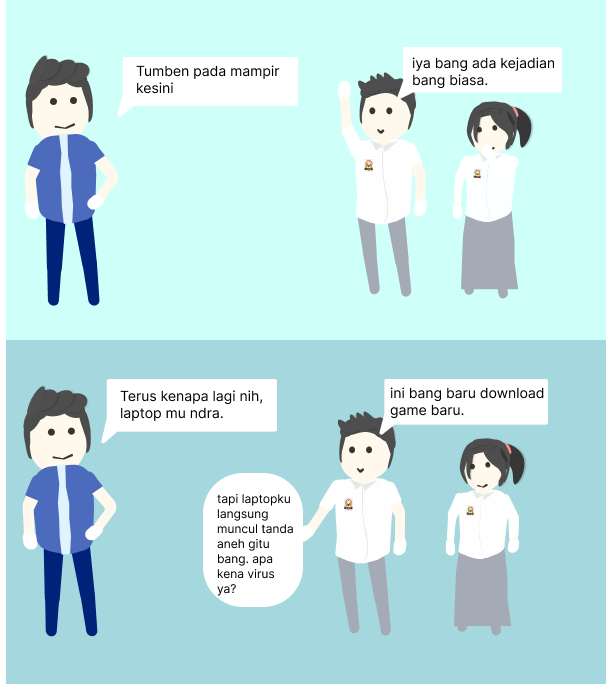 Tumben pada mampir
kesini
iya bang ada kejadian
bang biasa.
Terus kenapa lagi nih,
laptop mu ndra.
ini bang baru download
game baru.
tapi laptopku
langsung
muncul tanda
aneh gitu
bang. apa
kena virus
ya?